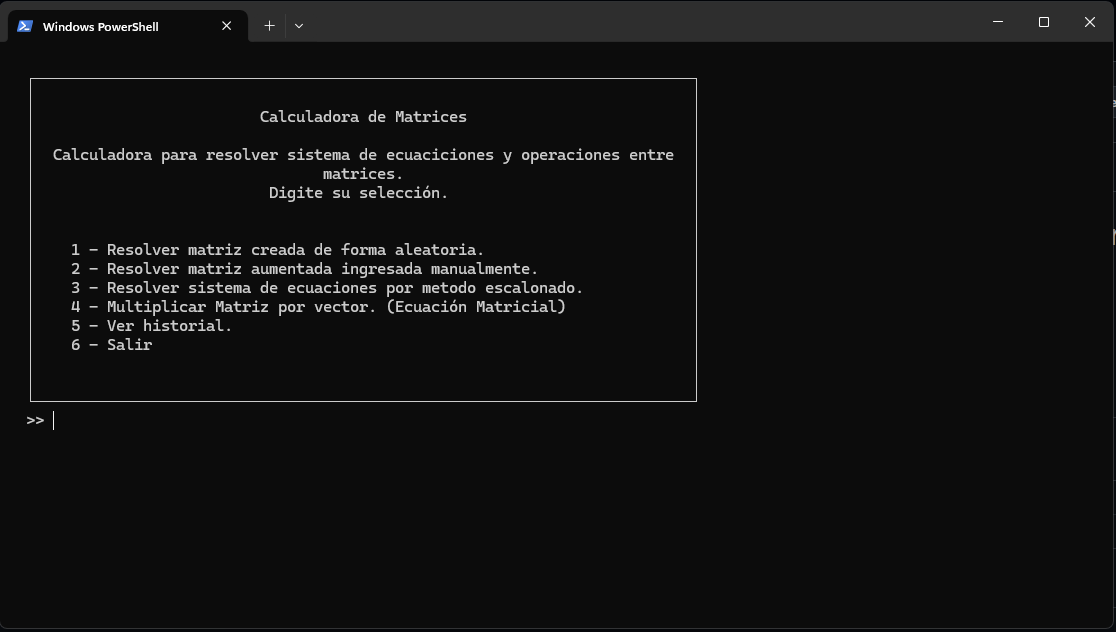 Windows PowerShell
Calculadora de Matrices
Calculadora para resolver sistema de ecuaciciones y operaciones entre
matrices.
Digite su selección.
1 - Resolver matriz creada de forma aleatoria.
2 - Resolver matriz aumentada ingresada manualmente.
3 - Resolver sistema de ecuaciones por metodo escalonado.
4 - Multiplicar Matriz por vector. (Ecuación Matricial)
5 - Ver historial.
6 - Salir
>>